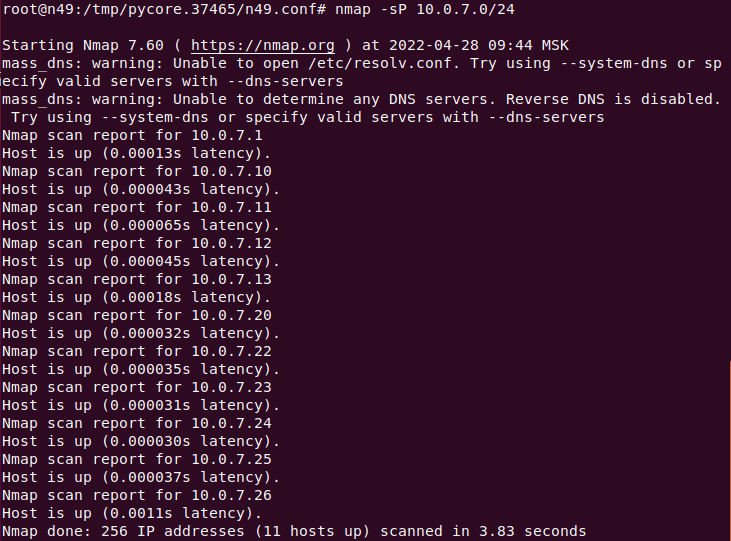 root@n49:/tmp/pycore.37465/n49.conf# nmap -sP 10.0.7.0/24
Starting Nmap 7.60 ( https://nmap.org ) at 2022-04-28 09:44 MSK
mass_dns: warning: Unable to open /etc/resolv.conf. Try using --system-dns or sp
ecify valid servers with --dns-servers
mass_dns: warning: Unable to determine any DNS servers. Reverse DNS is disabled.
 Try using --system-dns or specify valid servers with --dns-servers
Nmap scan report for 10.0.7.1
Host is up (0.00013s latency).
Nmap scan report for 10.0.7.10
Host is up (0.000043s latency).
Nmap scan report for 10.0.7.11
Host is up (0.000065s latency).
Nmap scan report for 10.0.7.12
Host is up (0.000045s latency).
Nmap scan report for 10.0.7.13
Host is up (0.00018s latency).
Nmap scan report for 10.0.7.20
Host is up (0.000032s latency).
Nmap scan report for 10.0.7.22
Host is up (0.000035s latency).
Nmap scan report for 10.0.7.23
Host is up (0.000031s latency).
Nmap scan report for 10.0.7.24
Host is up (0.000030s latency).
Nmap scan report for 10.0.7.25
Host is up (0.000037s latency).
Nmap scan report for 10.0.7.26
Host is up (0.0011s latency).
Nmap done: 256 IP addresses (11 hosts up) scanned in 3.83 seconds